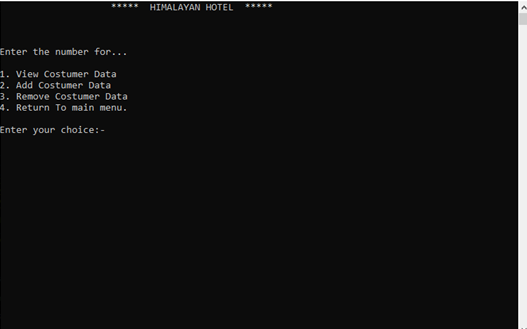 ***** HIMALAYAN HOTEL *****
Enter the number for...
1. View Costumer Data
2. Add Costumer Data
3. Remove Costumer Data
4. Return To main menu.
Enter your choice:-